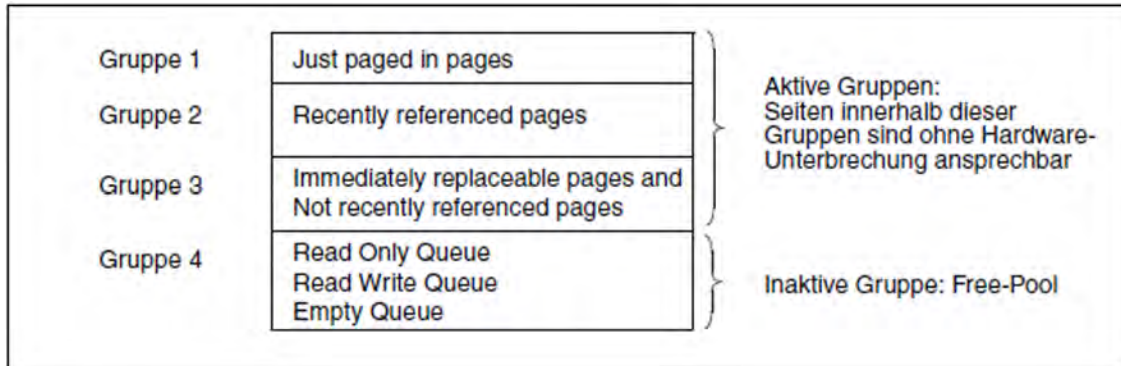 Gruppe 1
Just paged in pages
Gruppe 2
Recently referenced pages
Gruppe 3
Immediately replaceable pages and
Not recently referenced pages
Aktive Gruppen:
Seiten innerhalb dieser
Gruppen sind ohne Hardware-
Unterbrechung ansprechbar
Gruppe 4
Read Only Queue
Read Write Queue
Empty Queue
Inaktive Gruppe: Free-Pool